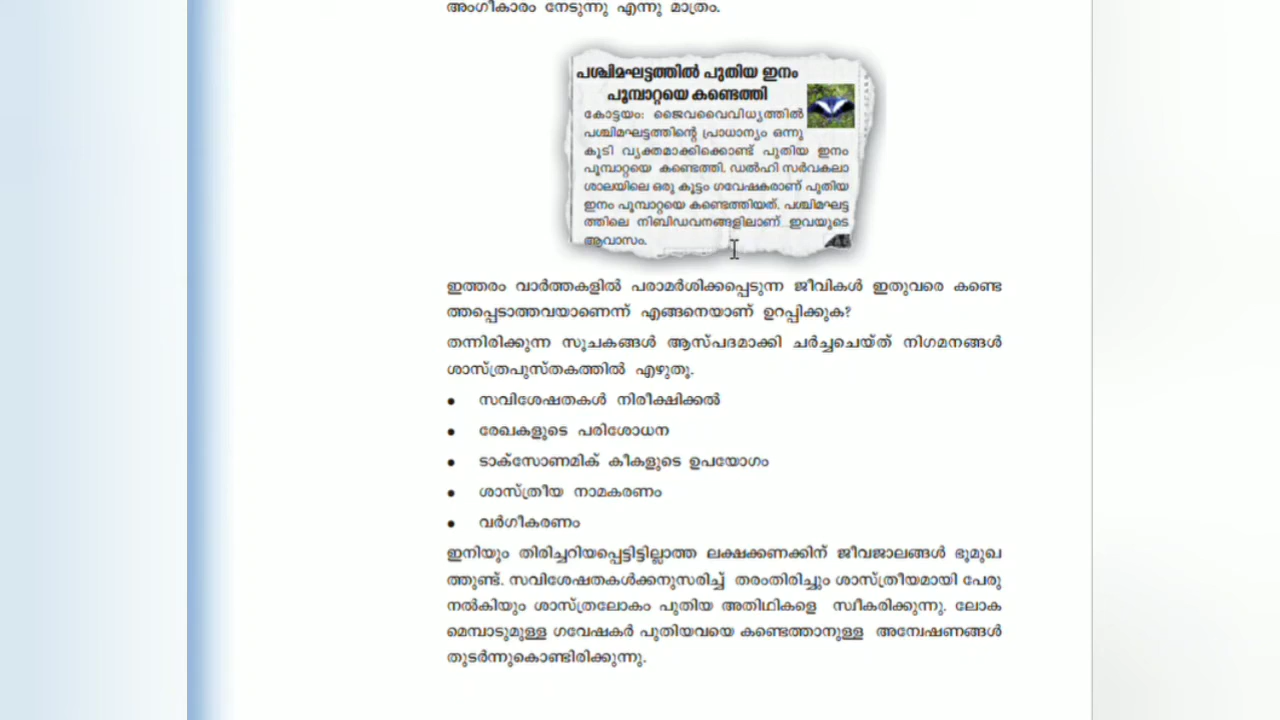 അംഗീകാരം നേടുന്നു എന്നു മാത്രം.
പശ്ചിമഘട്ടത്തിൽ പുതിയ ഇനം
പൂമ്പാറ്റയെ കണ്ടെത്തി
കോട്ടയം: ജൈവവൈവിധ്യത്തിൽ
പശ്ചിമഘട്ടത്തിന്റെ പ്രാധാന്യം ഒന്നു
കൂടി വ്യക്തമാക്കിക്കൊണ്ട് പുതിയ ഇനം
പൂമ്പാറ്റയെ കണ്ടെത്തി. ഡൽഹി സർവകലാ
ശാലയിലെ ഒരു കൂട്ടം ഗവേഷകരാണ് പുതിയ
ഇനം പൂമ്പാറ്റയെ കണ്ടെത്തിയത്. പശ്ചിമഘട്ട
ത്തിലെ നിബിഡവനങ്ങളിലാണ് ഇവയുടെ
ആവാസം.
ഇത്തരം വാർത്തകളിൽ പരാമർശിക്കപ്പെടുന്ന ജീവികൾ ഇതുവരെ കണ്ടെ
ത്തപ്പെടാത്തവയാണെന്ന് എങ്ങനെയാണ് ഉറപ്പിക്കുക?
തന്നിരിക്കുന്ന സൂചകങ്ങൾ ആസ്പദമാക്കി ചർച്ചചെയ്ത് നിഗമനങ്ങൾ
ശാസ്ത്രപുസ്തകത്തിൽ എഴുതൂ.
• സവിശേഷതകൾ നിരീക്ഷിക്കൽ
• രേഖകളുടെ പരിശോധന
• ടാക്സോണമിക് കീകളുടെ ഉപയോഗം
• ശാസ്ത്രീയ നാമകരണം
• വർഗീകരണം
ഇനിയും തിരിച്ചറിയപ്പെട്ടിട്ടില്ലാത്ത ലക്ഷക്കണക്കിന് ജീവജാലങ്ങൾ ഭൂമുഖ
ത്തുണ്ട്. സവിശേഷതകൾക്കനുസരിച്ച് തരംതിരിച്ചും ശാസ്ത്രീയമായി പേരു
നൽകിയും ശാസ്ത്രലോകം പുതിയ അതിഥികളെ സ്വീകരിക്കുന്നു. ലോക
മെമ്പാടുമുള്ള ഗവേഷകർ പുതിയവയെ കണ്ടെത്താനുള്ള അന്വേഷണങ്ങൾ
തുടർന്നുകൊണ്ടിരിക്കുന്നു.